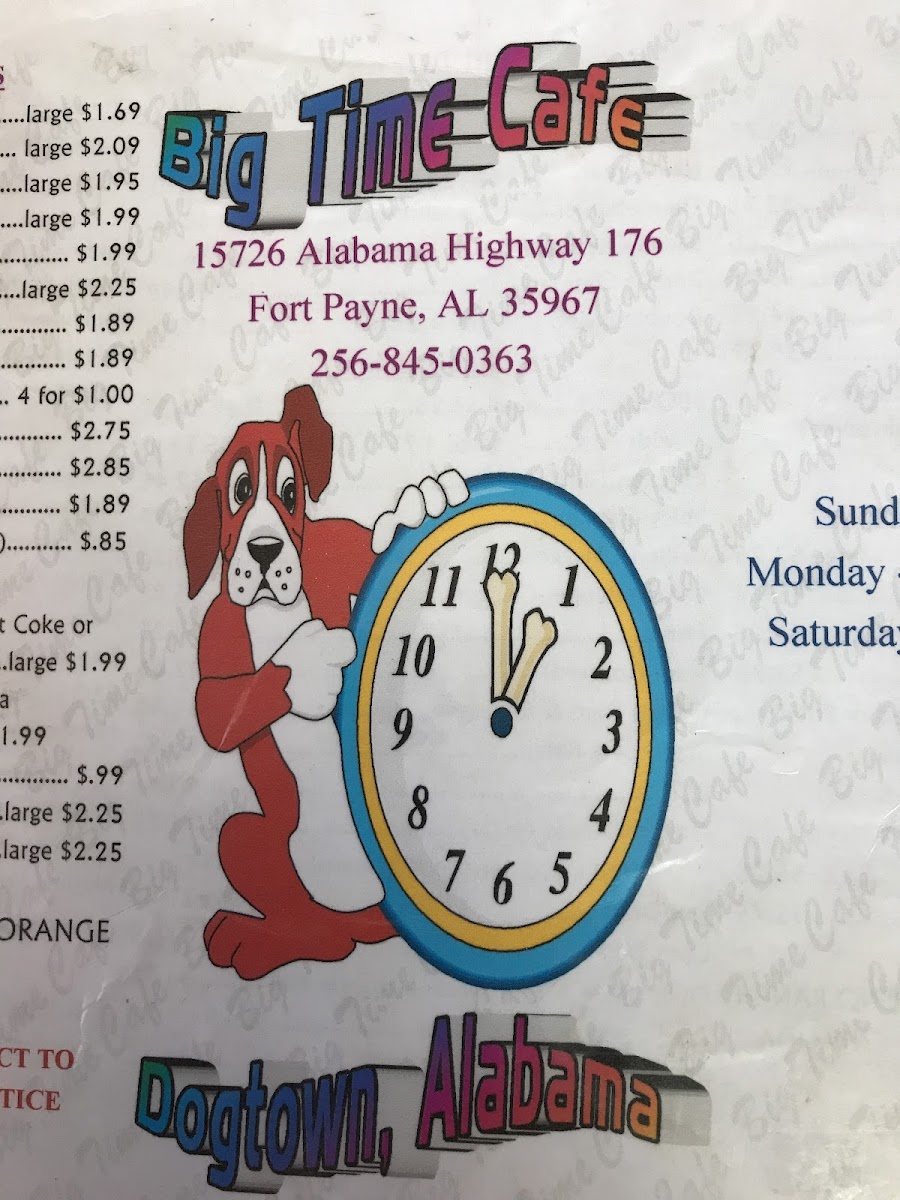 S
.....large $1.69
... large $2.09
....large $1.95
....large $1.99
............ $1.99
....large $2.25
............ $1.89
............ $1.89
.. 4 for $1.00
........... $2.75
........... $2.85
........... $1.89
)........... $.85
t Coke or
..large $1.99
a
1.99
............ $.99
.large $2.25
.large $2.25
ORANGE
CT TO
TICE
Big Time Cafe
15726 Alabama Highway 176
Fort Payne, AL 35967
256-845-0363
12
11
1
10
2
9
3
8
4
7
6
5
Dogtown, Alabama
Sund
Monday -
Saturday